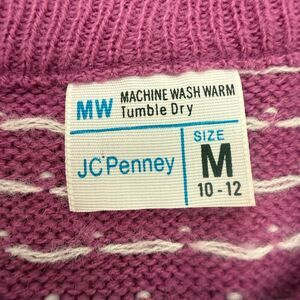 MW MACHINE WASH WARM
Tumble Dry
JCPenney
SIZE
M
10 - 12